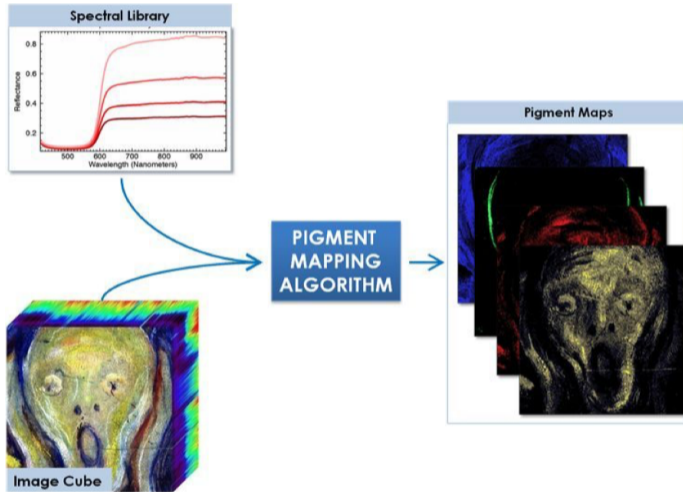 Spectral Library
0.8
0.6
0.4
0.2
Reflectance
500 600 700 800 900
Wavelength (Nanometers)
PIGMENT
MAPPING
ALGORITHM
Pigment Maps
Image Cube